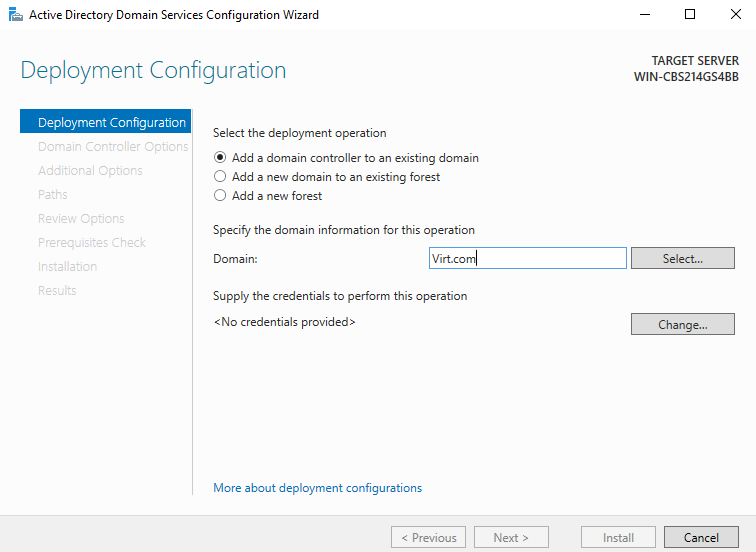 Active Directory Domain Services Configuration Wizard
Deployment Configuration
TARGET SERVER
WIN-CBS214GS4BB
Deployment Configuration
Domain Controller Options
Additional Options
Paths
Review Options
Prerequisites Check
Installation
Results
Select the deployment operation
Add a domain controller to an existing domain
Add a new domain to an existing forest
Add a new forest
Specify the domain information for this operation
Domain: Virt.com Select...
Supply the credentials to perform this operation
<No credentials provided> Change...
More about deployment configurations
< Previous Next > Install Cancel